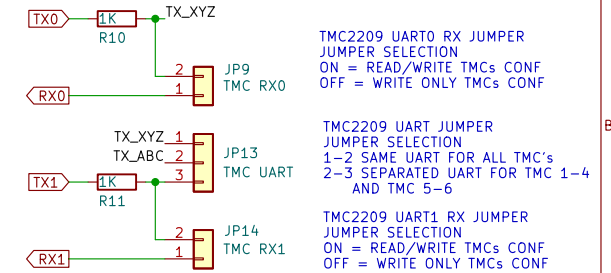 TX0
1K
R10
TX_XYZ
2
1
JP9
TMC RX0
RX0
TMC2209 UART0 RX JUMPER
JUMPER SELECTION
ON = READ/WRITE TMCs CONF
OFF = WRITE ONLY TMCs CONF
TX_XYZ 1
TX_ABC 2
3
JP13
TMC UART
TX1
1K
R11
TMC2209 UART JUMPER
JUMPER SELECTION
1-2 SAME UART FOR ALL TMC's
2-3 SEPARATED UART FOR TMC 1-4
AND TMC 5-6
2
1
JP14
TMC RX1
RX1
TMC2209 UART1 RX JUMPER
JUMPER SELECTION
ON = READ/WRITE TMCs CONF
OFF = WRITE ONLY TMCs CONF
B